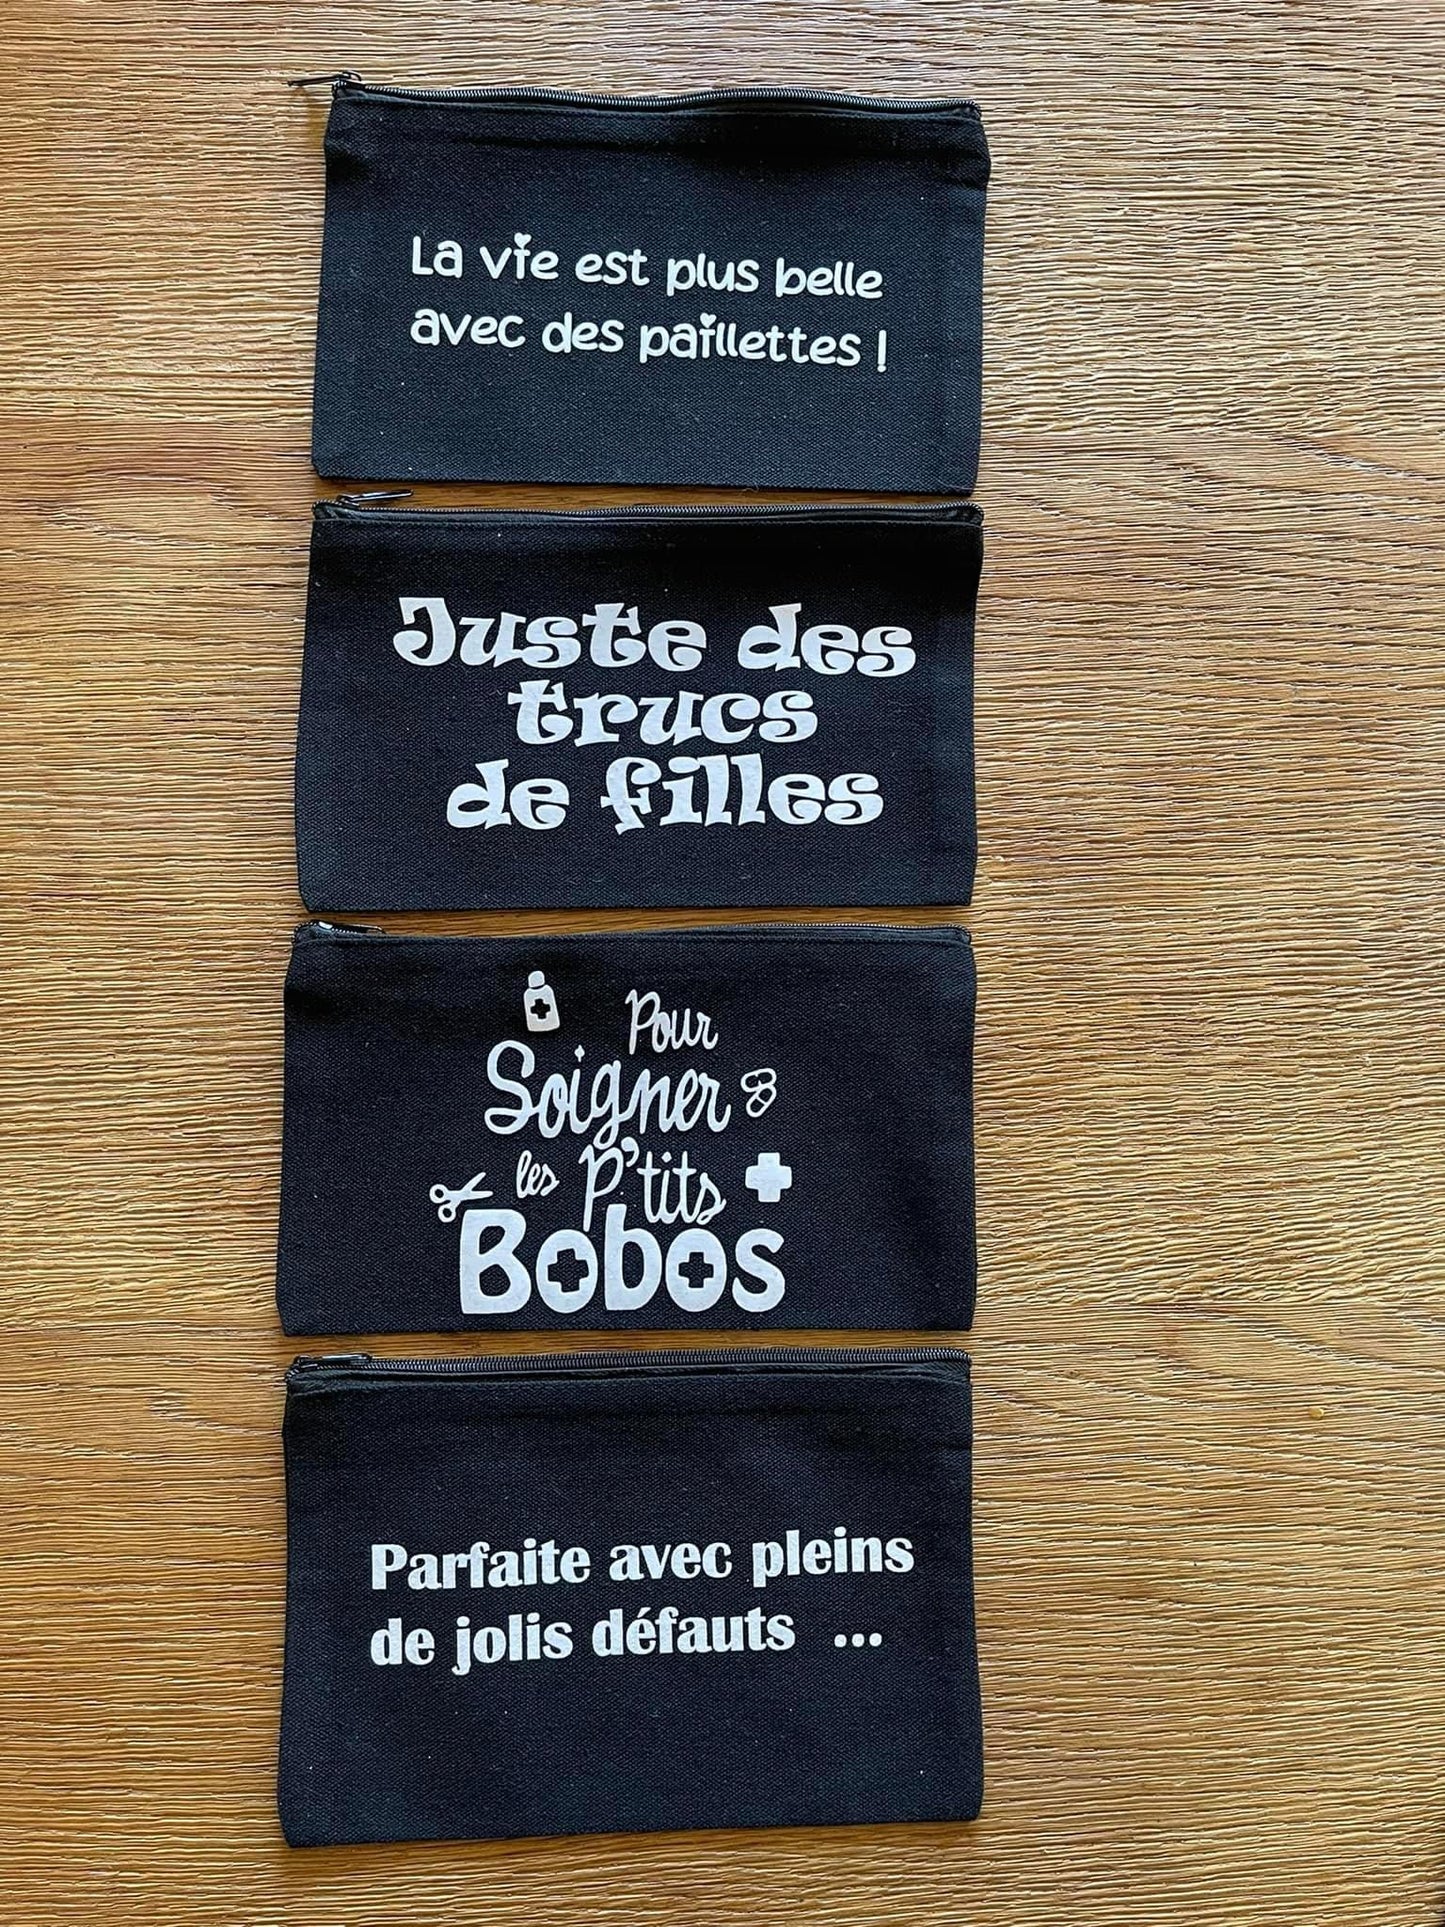 La vie est plus belle
avec des paillettes !
Juste des
trucs
de filles
Pour
Soigner
les P'tits
Bobos
Parfaite avec pleins
de jolis défauts ...